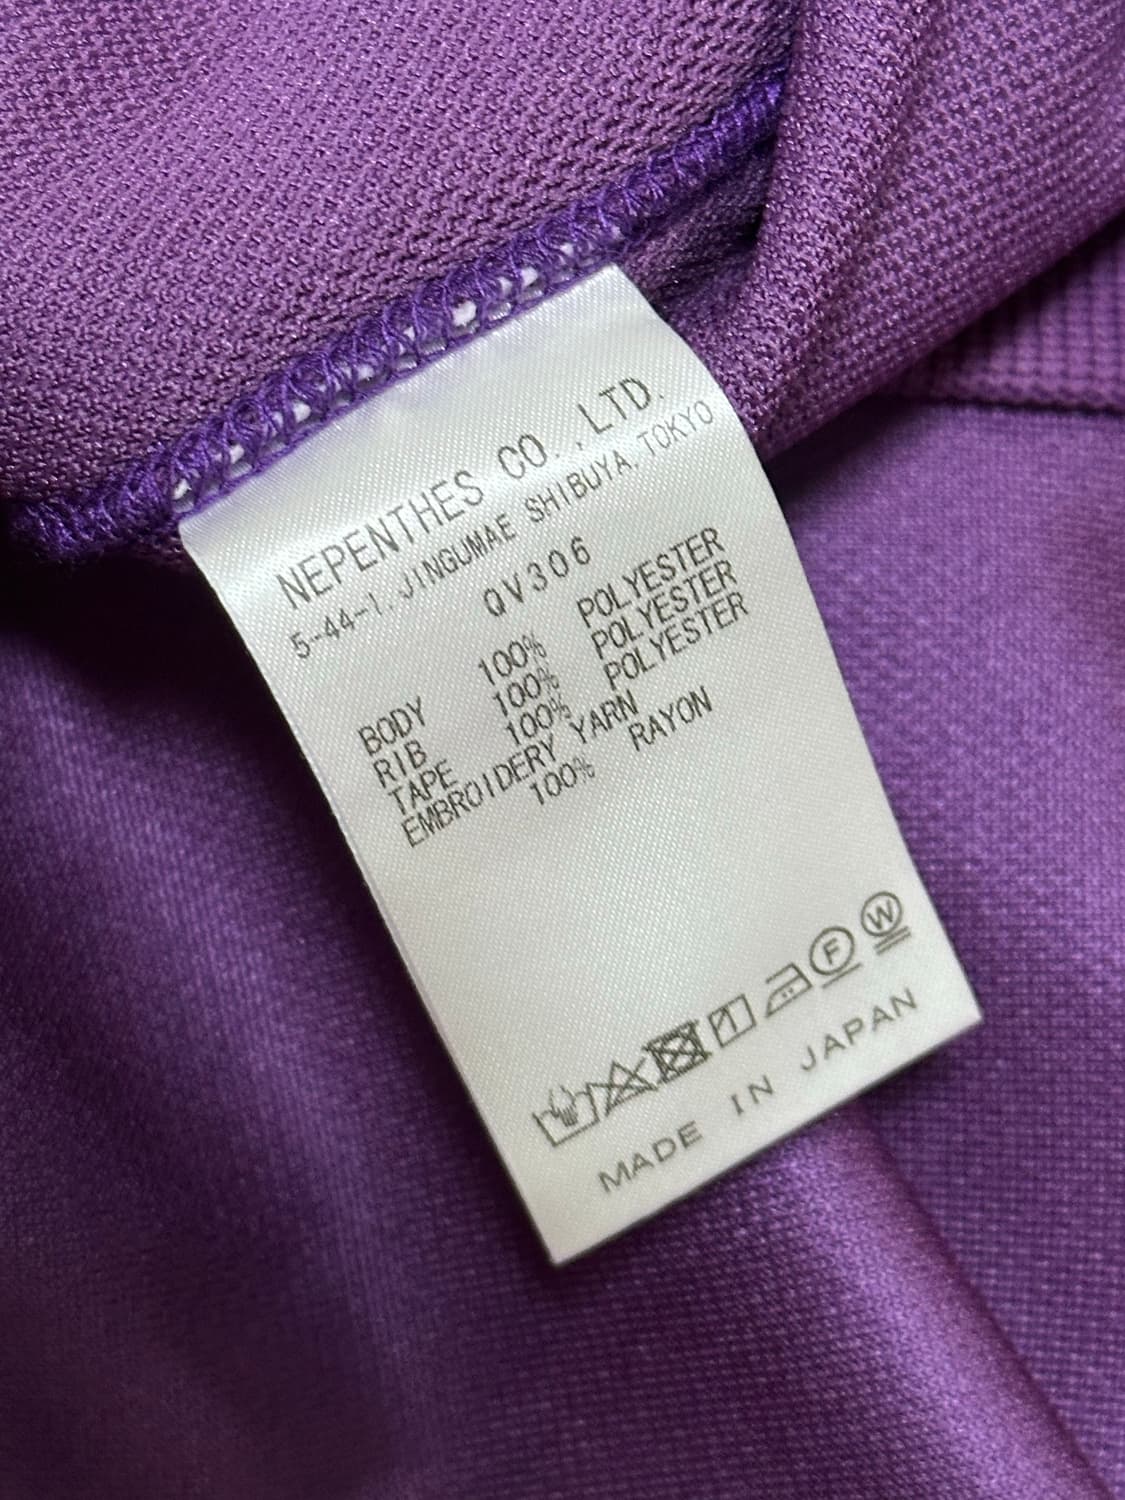 NEPENTHES CO.,LTD.
5-44-1, JINGUMAE SHIBUYA, TOKYO
QV306
BODY 100% POLYESTER
RIB 100% POLYESTER
TAPE 100% POLYESTER
EMBROIDERY YARN
100% RAYON
F W
MADE IN JAPAN